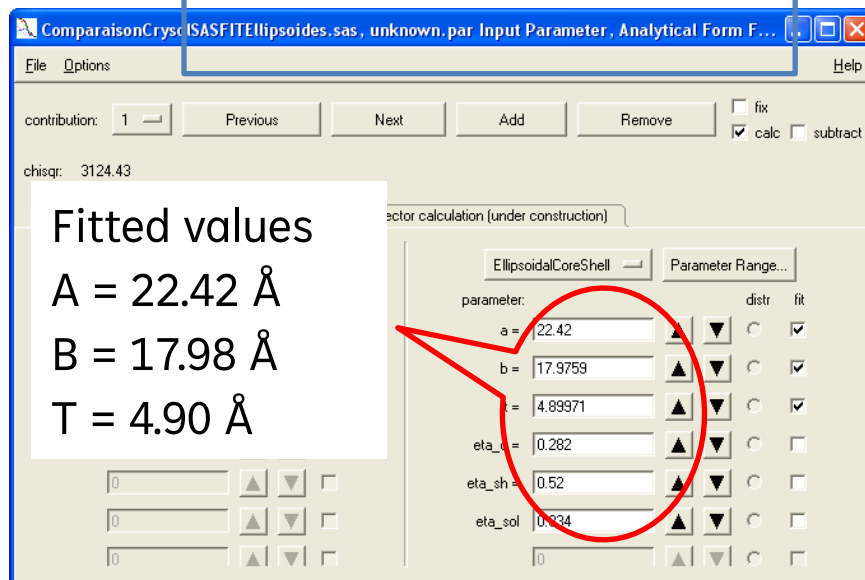 ComparaisonCrysolSASFITEllipsoides.sas, unknown.par Input Parameter, Analytical Form F...
File Options Help
contribution: 1 Previous Next Add Remove fix
calc subtract
chisqr: 3124.43
ector calculation (under construction)
Fitted values
A = 22.42 Å
B = 17.98 Å
T = 4.90 Å
EllipsoidalCoreShell Parameter Range...
parameter: distr fit
a = 22.42
b = 17.9759
t = 4.89971
eta_c = 0.282
0 eta_sh = 0.52
0 eta_sol 0.334
0 0